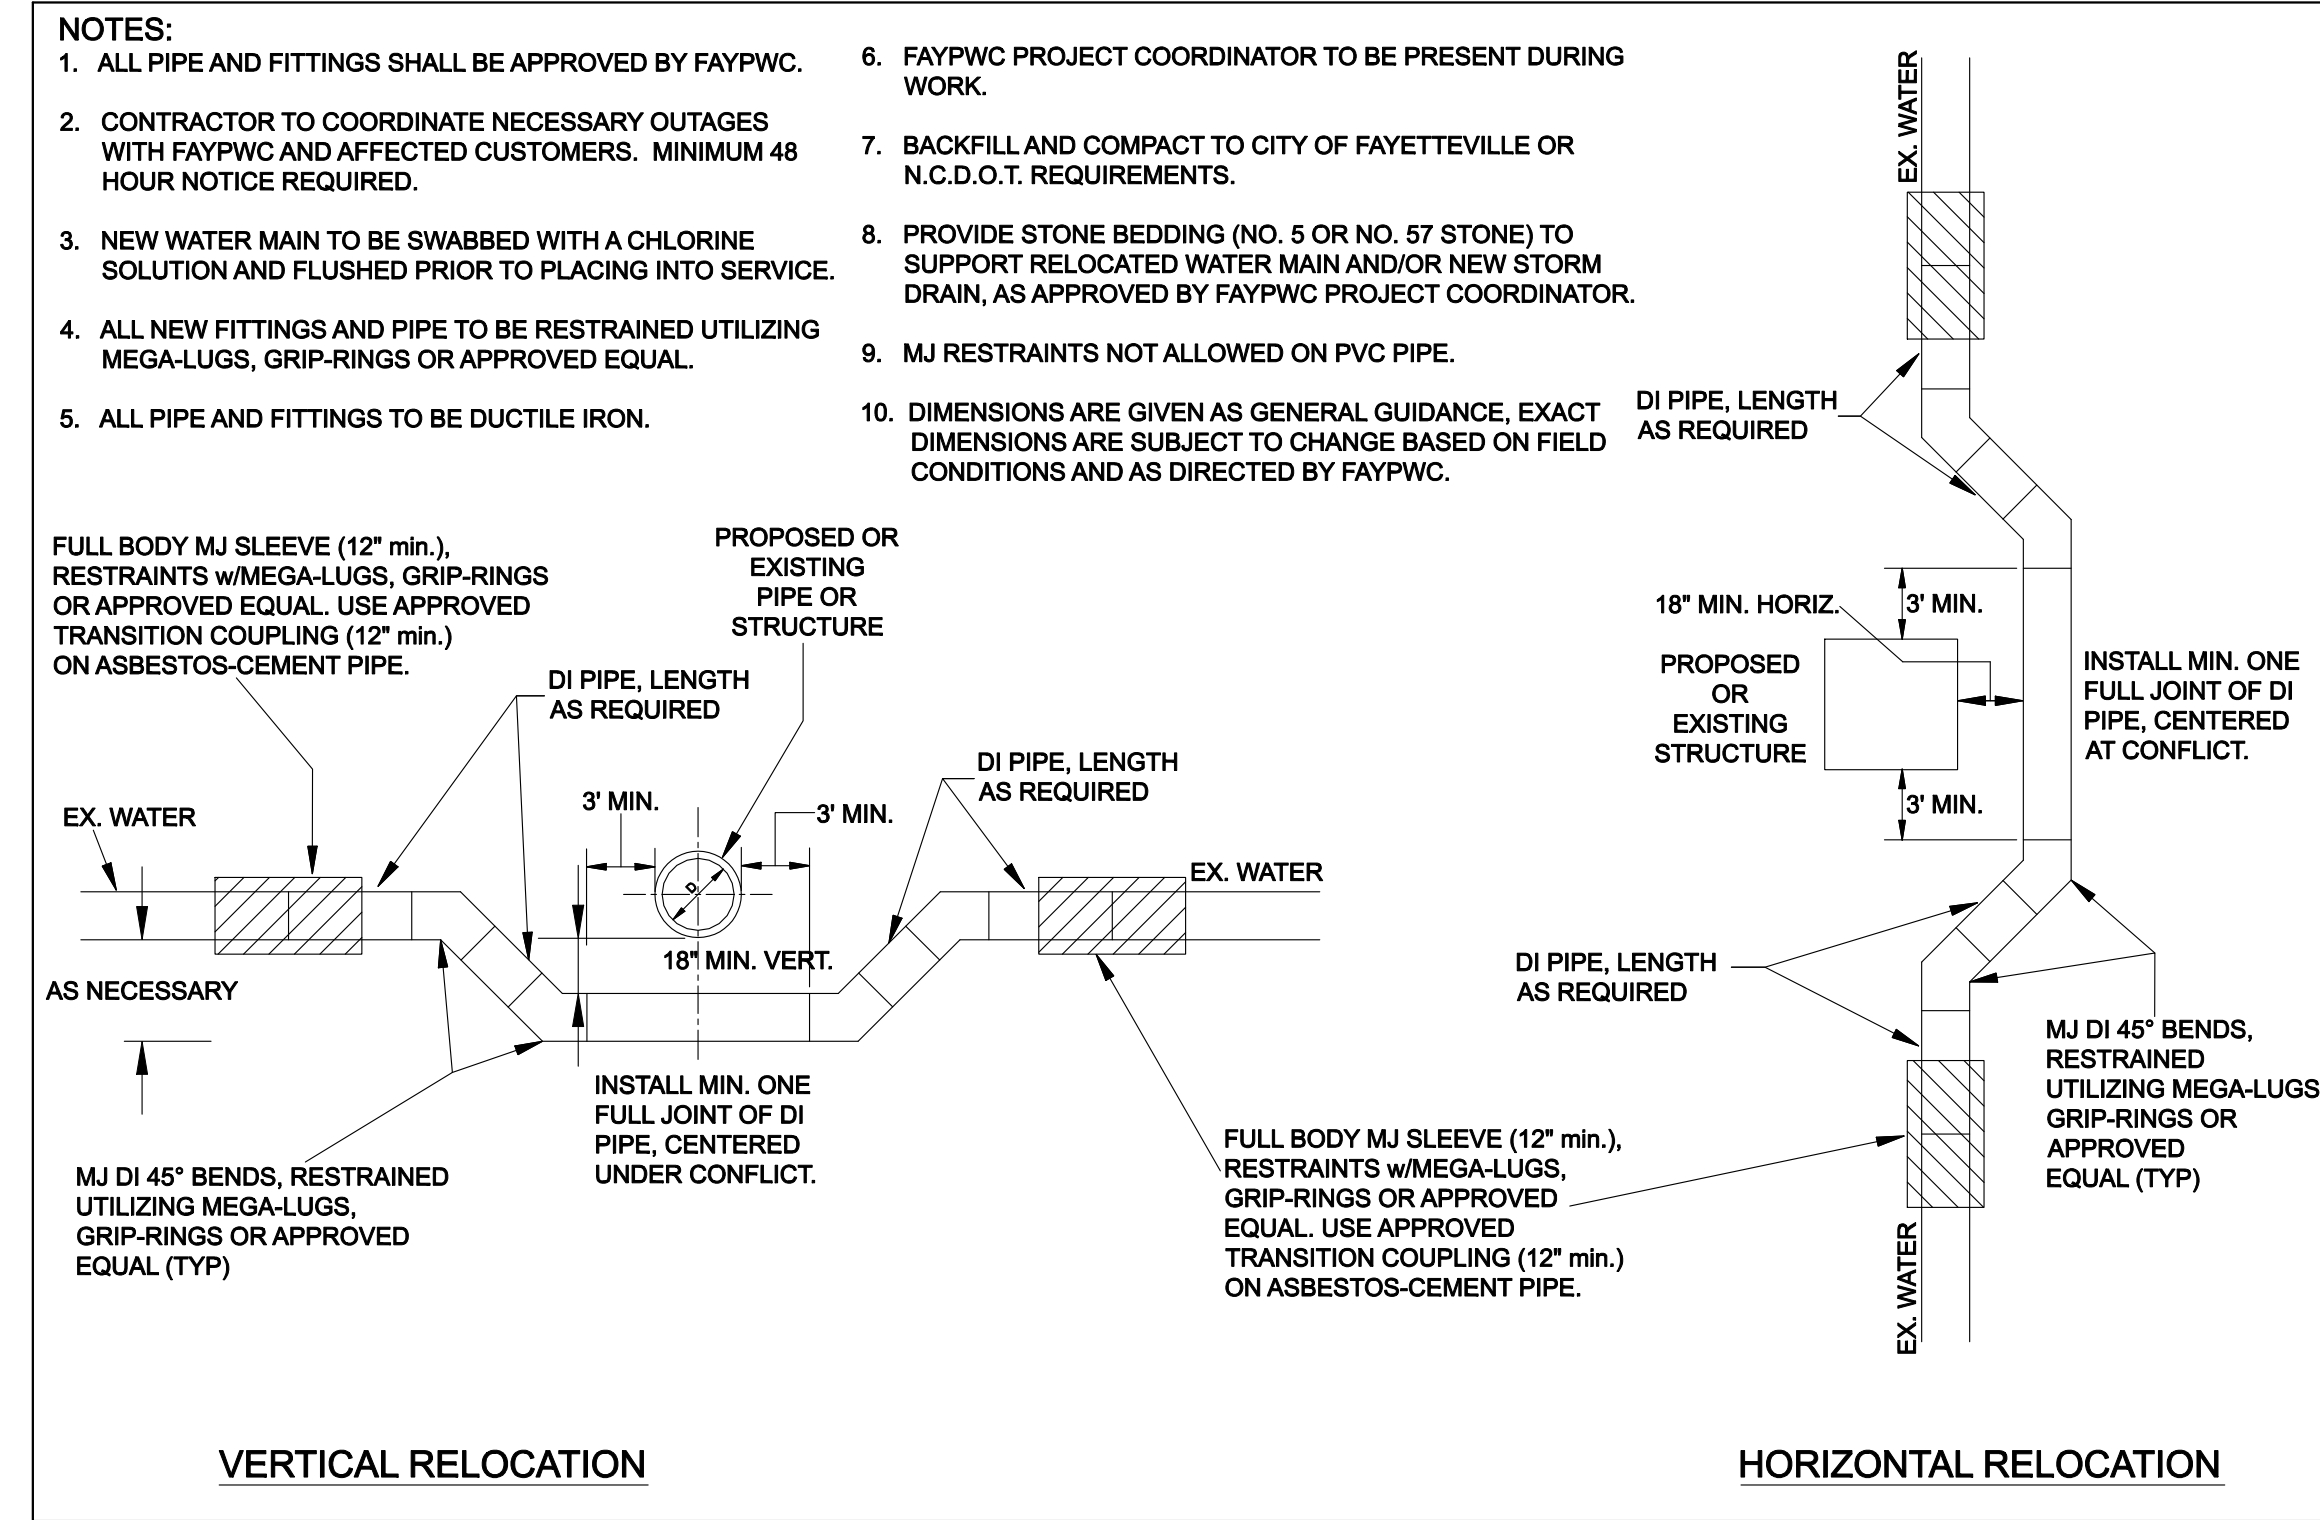 NOTES:
1. ALL PIPE AND FITTINGS SHALL BE APPROVED BY FAYPWC.
2. CONTRACTOR TO COORDINATE NECESSARY OUTAGES
WITH FAYPWC AND AFFECTED CUSTOMERS. MINIMUM 48
HOUR NOTICE REQUIRED.
3. NEW WATER MAIN TO BE SWABBED WITH A CHLORINE
SOLUTION AND FLUSHED PRIOR TO PLACING INTO SERVICE.
4. ALL NEW FITTINGS AND PIPE TO BE RESTRAINED UTILIZING
MEGA-LUGS, GRIP-RINGS OR APPROVED EQUAL.
5. ALL PIPE AND FITTINGS TO BE DUCTILE IRON.
6. FAYPWC PROJECT COORDINATOR TO BE PRESENT DURING
WORK.
7. BACKFILL AND COMPACT TO CITY OF FAYETTEVILLE OR
N.C.D.O.T. REQUIREMENTS.
8. PROVIDE STONE BEDDING (NO. 5 OR NO. 57 STONE) TO
SUPPORT RELOCATED WATER MAIN AND/OR NEW STORM
DRAIN, AS APPROVED BY FAYPWC PROJECT COORDINATOR.
9. MJ RESTRAINTS NOT ALLOWED ON PVC PIPE.
10. DIMENSIONS ARE GIVEN AS GENERAL GUIDANCE, EXACT
DIMENSIONS ARE SUBJECT TO CHANGE BASED ON FIELD
CONDITIONS AND AS DIRECTED BY FAYPWC.
FULL BODY MJ SLEEVE (12" min.),
RESTRAINTS w/MEGA-LUGS, GRIP-RINGS
OR APPROVED EQUAL. USE APPROVED
TRANSITION COUPLING (12" min.)
ON ASBESTOS-CEMENT PIPE.
PROPOSED OR
EXISTING
PIPE OR
STRUCTURE
DI PIPE, LENGTH
AS REQUIRED
DI PIPE, LENGTH
AS REQUIRED
3' MIN.
3' MIN.
EX. WATER
EX. WATER
D
18" MIN. VERT.
AS NECESSARY
INSTALL MIN. ONE
FULL JOINT OF DI
PIPE, CENTERED
UNDER CONFLICT.
MJ DI 45° BENDS, RESTRAINED
UTILIZING MEGA-LUGS,
GRIP-RINGS OR APPROVED
EQUAL (TYP)
FULL BODY MJ SLEEVE (12" min.),
RESTRAINTS w/MEGA-LUGS,
GRIP-RINGS OR APPROVED
EQUAL. USE APPROVED
TRANSITION COUPLING (12" min.)
ON ASBESTOS-CEMENT PIPE.
VERTICAL RELOCATION
EX. WATER
DI PIPE, LENGTH
AS REQUIRED
18" MIN. HORIZ.
3' MIN.
PROPOSED
OR
EXISTING
STRUCTURE
INSTALL MIN. ONE
FULL JOINT OF DI
PIPE, CENTERED
AT CONFLICT.
3' MIN.
DI PIPE, LENGTH
AS REQUIRED
MJ DI 45° BENDS,
RESTRAINED
UTILIZING MEGA-LUGS
GRIP-RINGS OR
APPROVED
EQUAL (TYP)
EX. WATER
HORIZONTAL RELOCATION